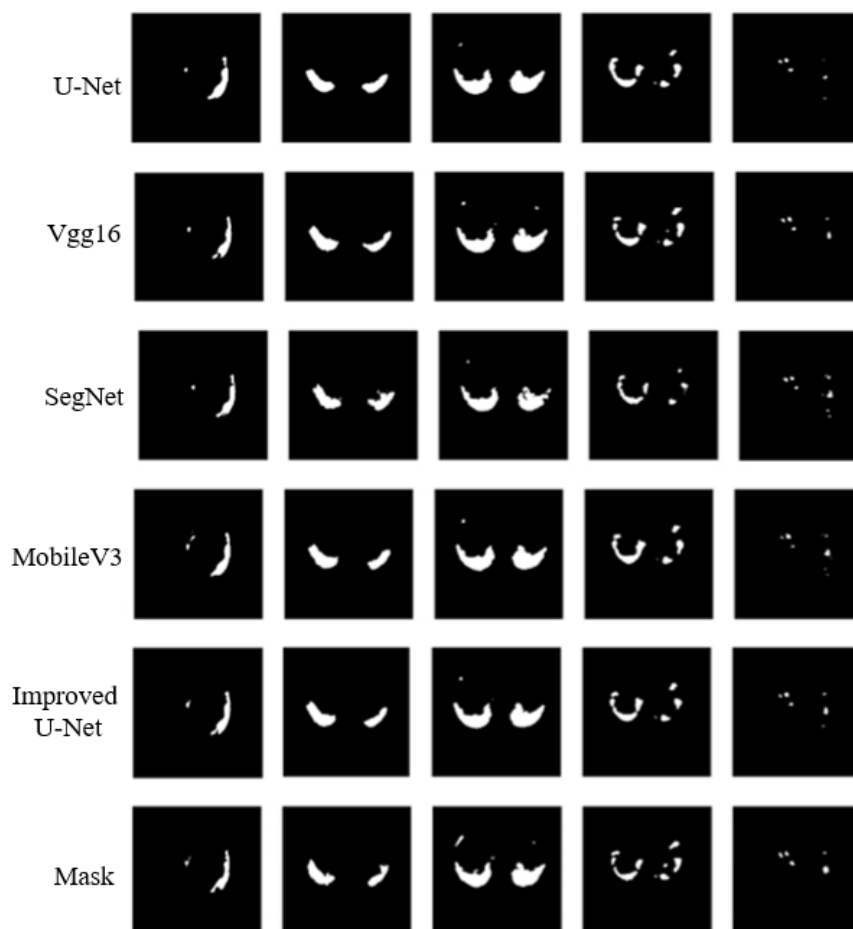 U-Net
Vgg16
SegNet
MobileV3
Improved
U-Net
Mask